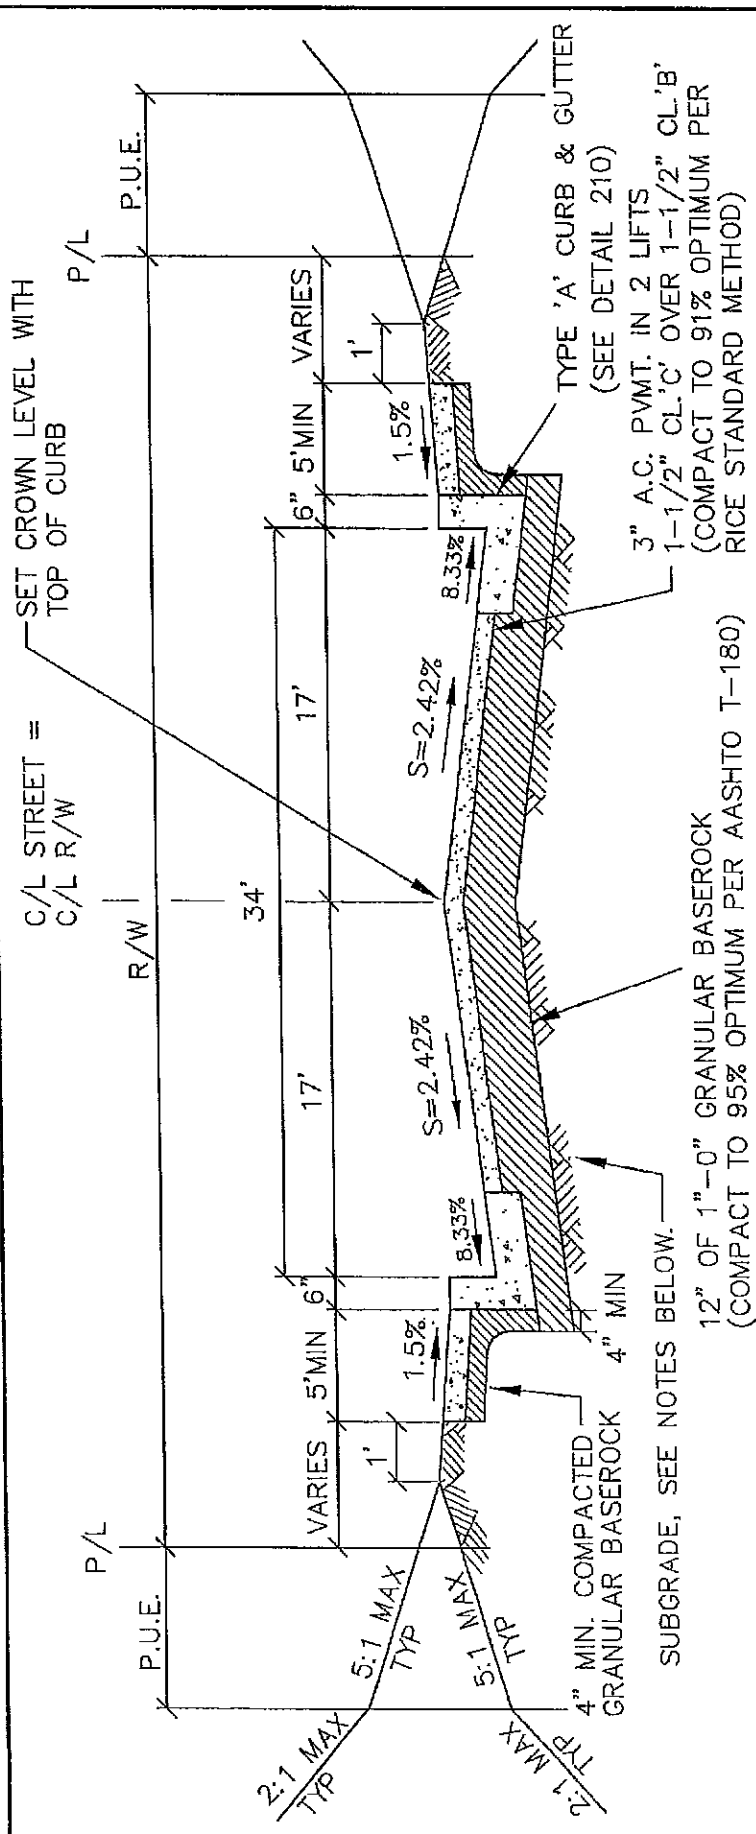 C/L STREET =
C/L R/W
SET CROWN LEVEL WITH
TOP OF CURB
P/L
P/L
P.U.E.
R/W
P.U.E.
34'
VARIES
5'MIN
6"
17'
17'
6"
5'MIN
VARIES
1'
1'
2:1 MAX
TYP
5:1 MAX
TYP
1.5%
8.33%
S=2.42%
S=2.42%
8.33%
1.5%
5:1 MAX
TYP
2:1 MAX
TYP
4" MIN. COMPACTED
GRANULAR BASEROCK
4" MIN
SUBGRADE, SEE NOTES BELOW.
12" OF 1"-0" GRANULAR BASEROCK
(COMPACT TO 95% OPTIMUM PER AASHTO T-180)
TYPE 'A' CURB & GUTTER
(SEE DETAIL 210)
3" A.C. PVMT. IN 2 LIFTS
1-1/2" CL.'C' OVER 1-1/2" CL.'B'
(COMPACT TO 91% OPTIMUM PER
RICE STANDARD METHOD)